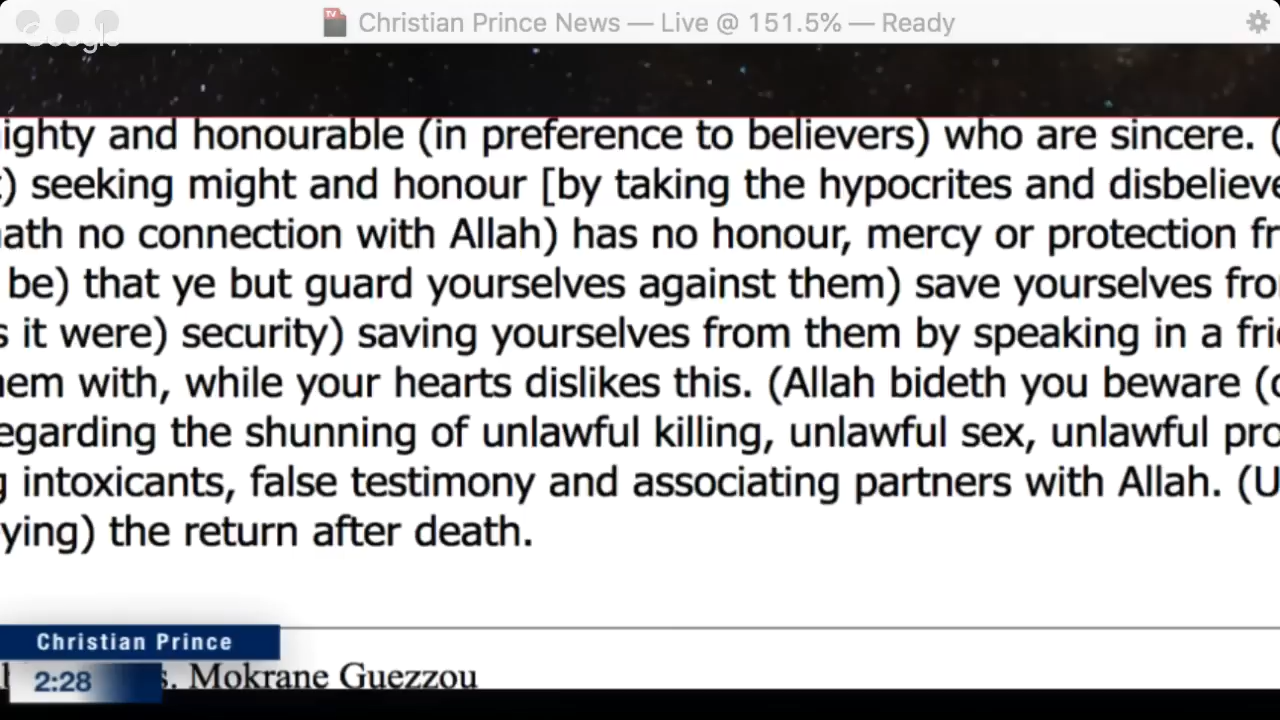 Christian Prince News — Live @ 151.5% — Ready
Google
ighty and honourable (in preference to believers) who are sincere. (
) seeking might and honour [by taking the hypocrites and disbelieve
ath no connection with Allah) has no honour, mercy or protection fr
be) that ye but guard yourselves against them) save yourselves fro
s it were) security) saving yourselves from them by speaking in a frie
em with, while your hearts dislikes this. (Allah bideth you beware (
egarding the shunning of unlawful killing, unlawful sex, unlawful pro
g intoxicants, false testimony and associating partners with Allah. (U
ying) the return after death.
Christian Prince
2:28 s. Mokrane Guezzou